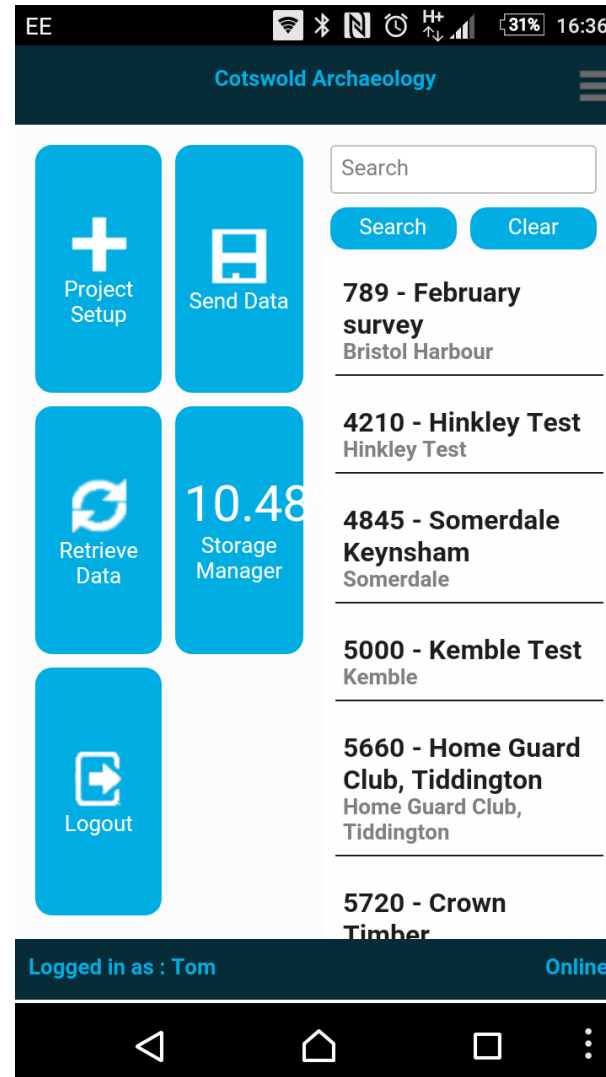 EE H+ 31% 16:36
Cotswold Archaeology
Project
Setup
Send Data
Retrieve
Data
10.48
Storage
Manager
Logout
Search
Search Clear
789 - February
survey
Bristol Harbour
4210 - Hinkley Test
Hinkley Test
4845 - Somerdale
Keynsham
Somerdale
5000 - Kemble Test
Kemble
5660 - Home Guard
Club, Tiddington
Home Guard Club,
Tiddington
5720 - Crown
Timber
Logged in as : Tom Online